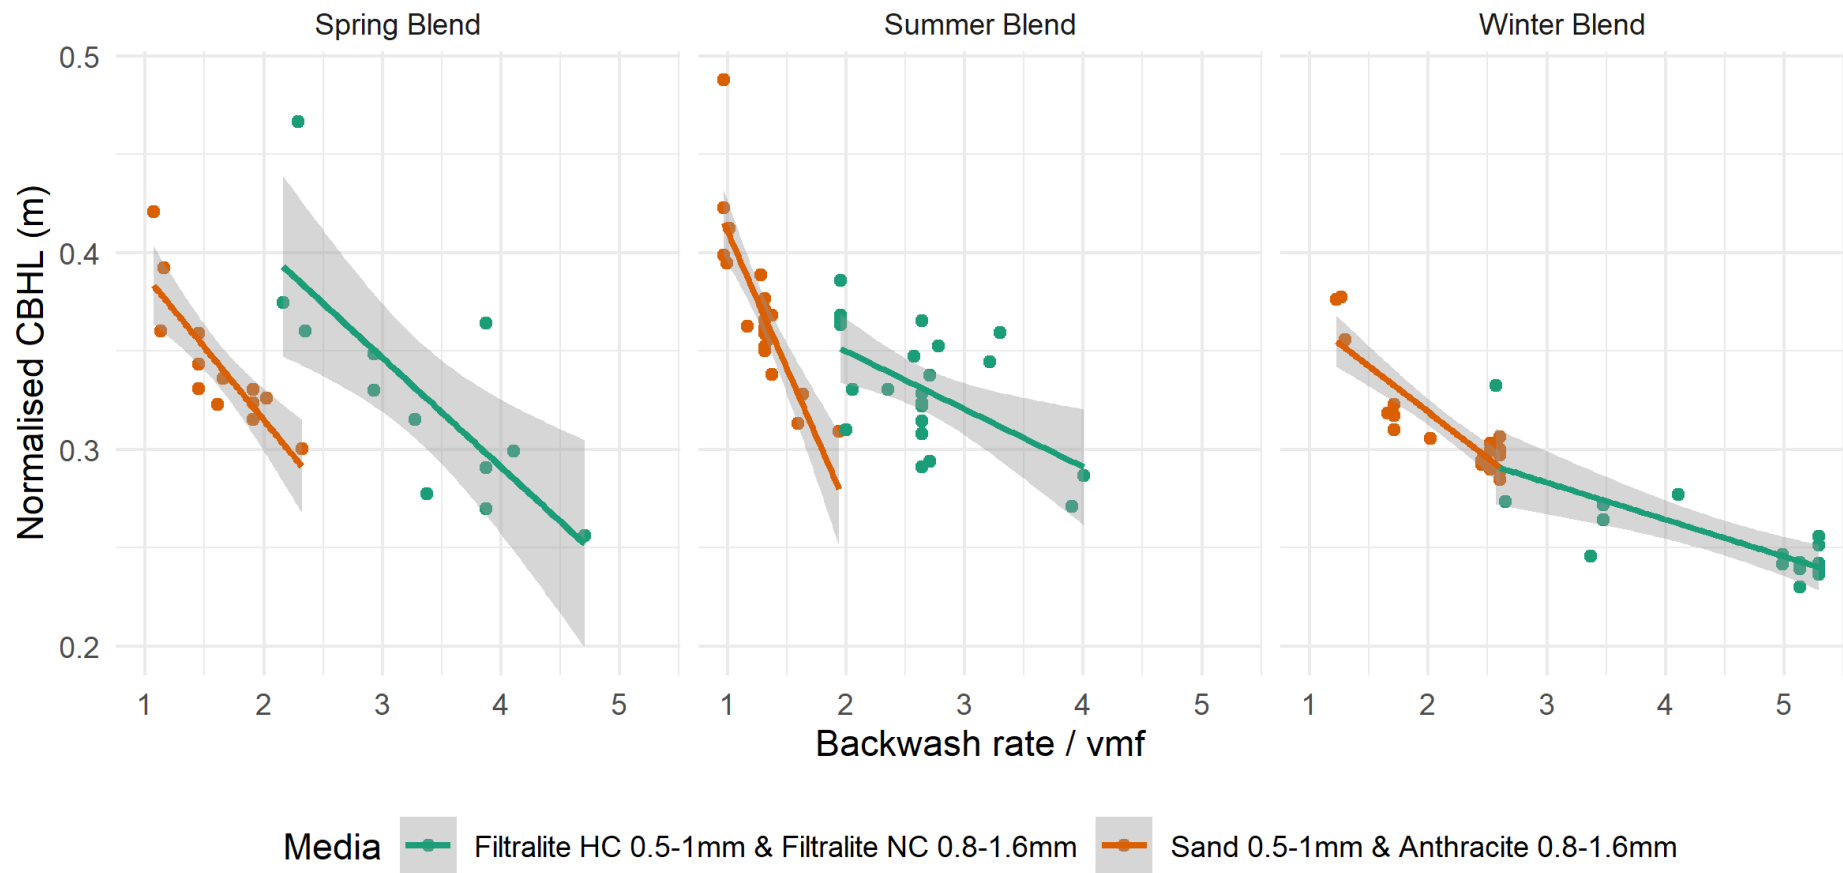 Spring Blend Summer Blend Winter Blend
Normalised CBHL (m)
0.5
0.4
0.3
0.2
1 2 3 4 5 1 2 3 4 5 1 2 3 4 5
Backwash rate / vmf
Media Filtralite HC 0.5-1mm & Filtralite NC 0.8-1.6mm Sand 0.5-1mm & Anthracite 0.8-1.6mm